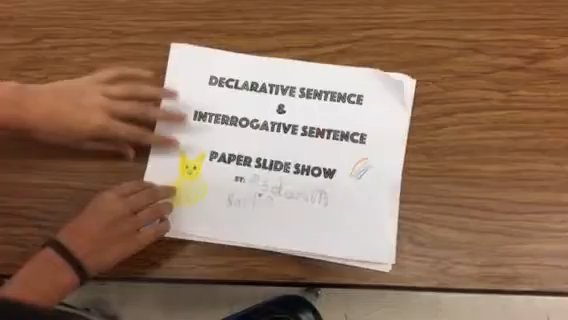 DECLARATIVE SENTENCE
&
INTERROGATIVE SENTENCE
PAPER SLIDE SHOW
BY: